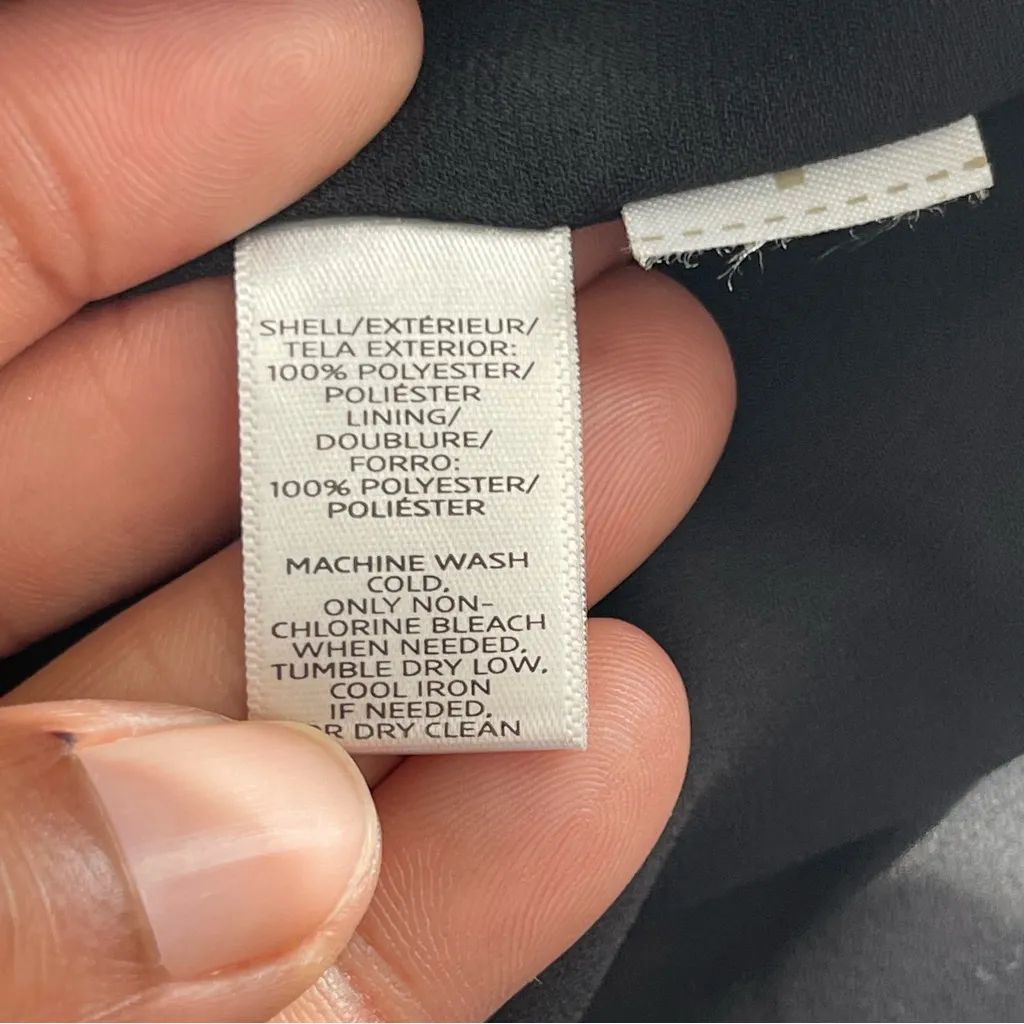 SHELL/EXTÉRIEUR/
TELA EXTERIOR:
100% POLYESTER/
POLIÉSTER
LINING/
DOUBLURE/
FORRO:
100% POLYESTER/
POLIÉSTER
MACHINE WASH
COLD,
ONLY NON-
CHLORINE BLEACH
WHEN NEEDED.
TUMBLE DRY LOW.
COOL IRON
IF NEEDED.
OR DRY CLEAN